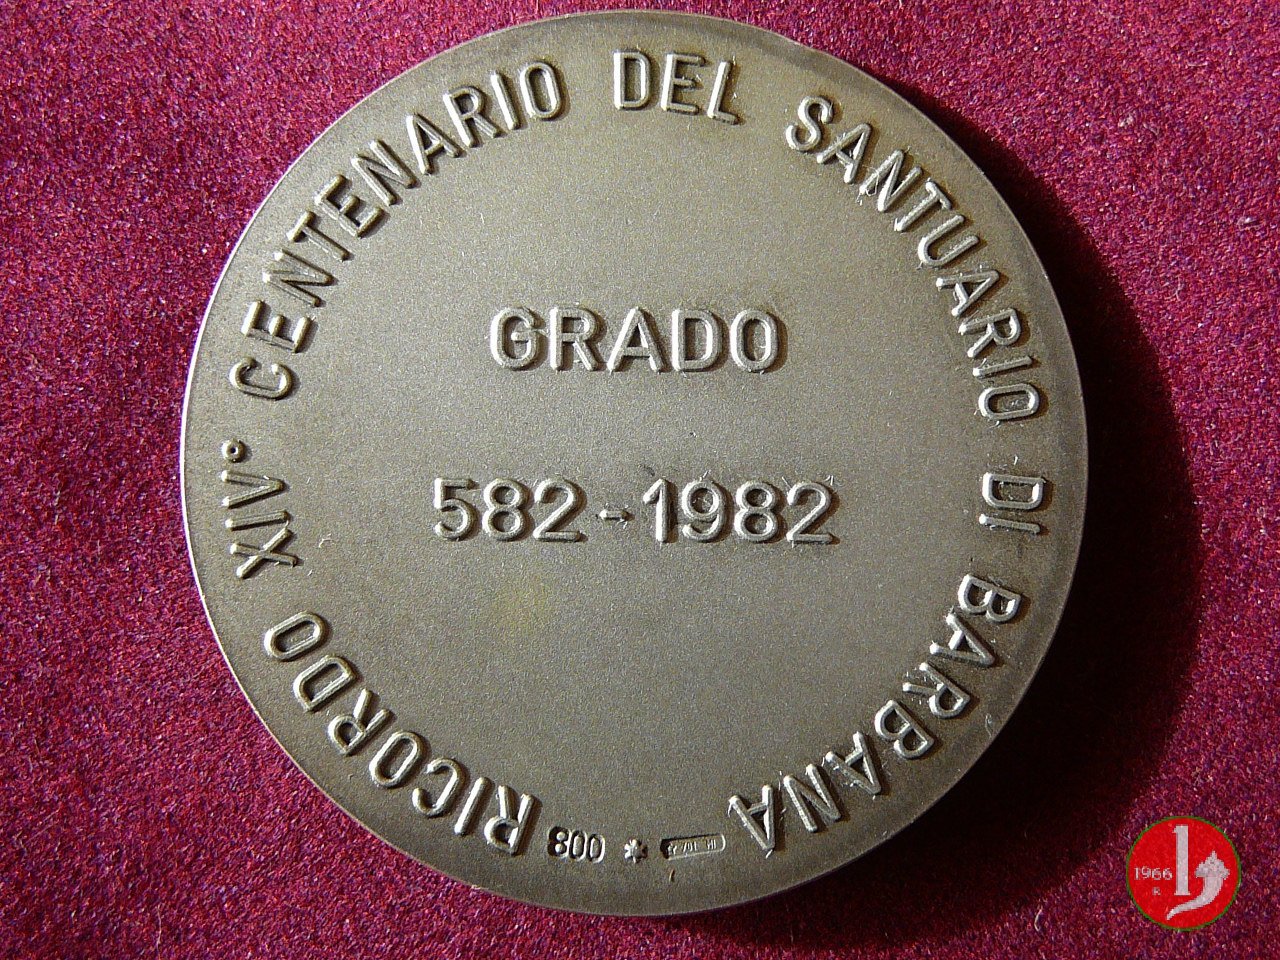 RICORDO XIV° CENTENARIO DEL SANTUARIO DI BARBANA
GRADO
582-1982
800
1966
R